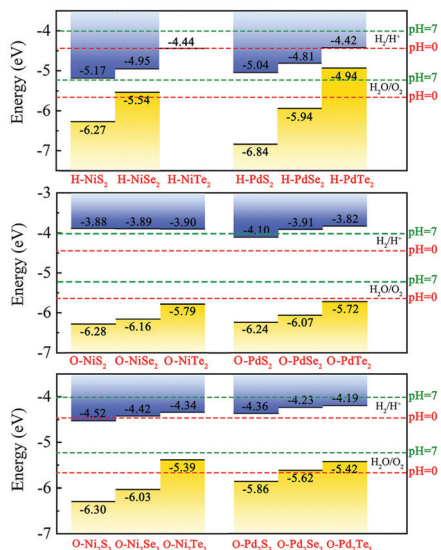 -4
-5
-6
-7
Energy (eV)
-5.17
-4.95
-4.44
-5.04
-4.81
-4.42
-6.27
-5.54
-6.84
-5.94
-4.94
H₂/H⁺
H₂O/O₂
pH=7
pH=0
pH=7
pH=0
H-NiS₂ H-NiSe₂ H-NiTe₂ H-PdS₂ H-PdSe₂ H-PdTe₂
-3
-4
-5
-6
-7
Energy (eV)
-3.88
-3.89
-3.90
-4.10
-3.91
-3.82
-6.28
-6.16
-5.79
-6.24
-6.07
-5.72
H₂/H⁺
H₂O/O₂
pH=7
pH=0
pH=7
pH=0
O-NiS₂ O-NiSe₂ O-NiTe₂ O-PdS₂ O-PdSe₂ O-PdTe₂
-4
-5
-6
-7
Energy (eV)
-4.52
-4.42
-4.34
-4.36
-4.23
-4.19
-6.30
-6.03
-5.39
-5.86
-5.62
-5.42
H₂/H⁺
H₂O/O₂
pH=7
pH=0
pH=7
pH=0